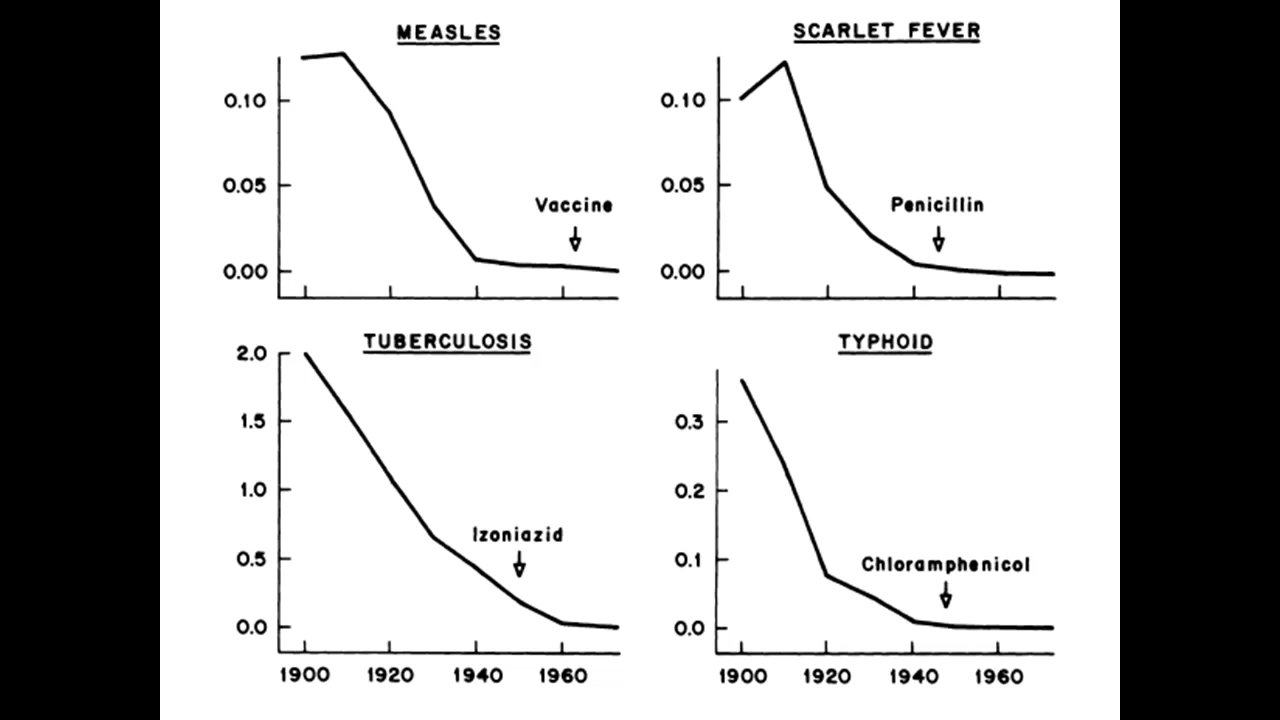 MEASLES
0.10
0.05
0.00
Vaccine
SCARLET FEVER
0.10
0.05
0.00
Penicillin
TUBERCULOSIS
2.0
1.5
1.0
0.5
0.0
Izoniazid
1900 1920 1940 1960
TYPHOID
0.3
0.2
0.1
0.0
Chloramphenicol
1900 1920 1940 1960